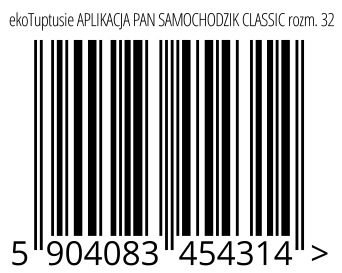 ekoTuptusie APLIKACJA PAN SAMOCHODZIK CLASSIC rozm. 32
5 904083 454314 >